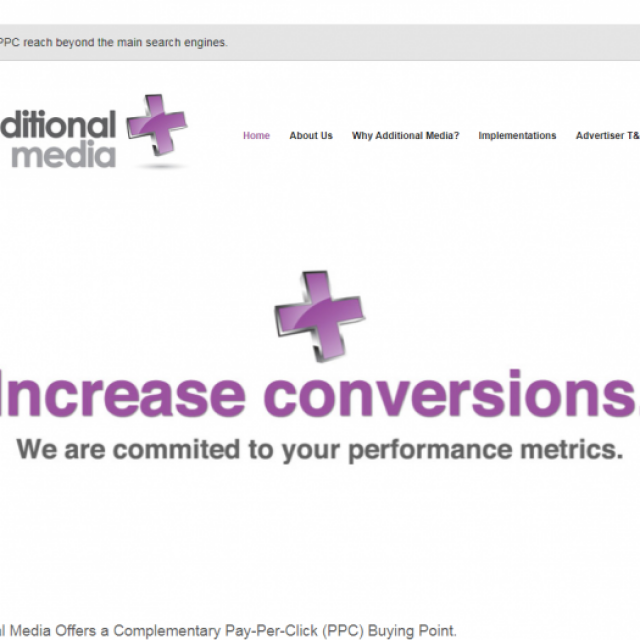 PPC reach beyond the main search engines.
ditional
media
Home About Us Why Additional Media? Implementations Advertiser T&
Increase conversions.
We are commited to your performance metrics.
al Media Offers a Complementary Pay-Per-Click (PPC) Buying Point.